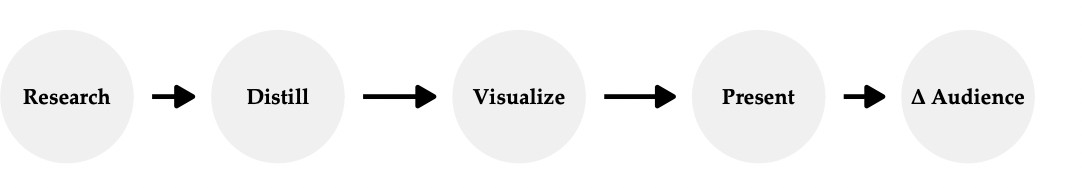 Research
Distill
Visualize
Present
Δ Audience